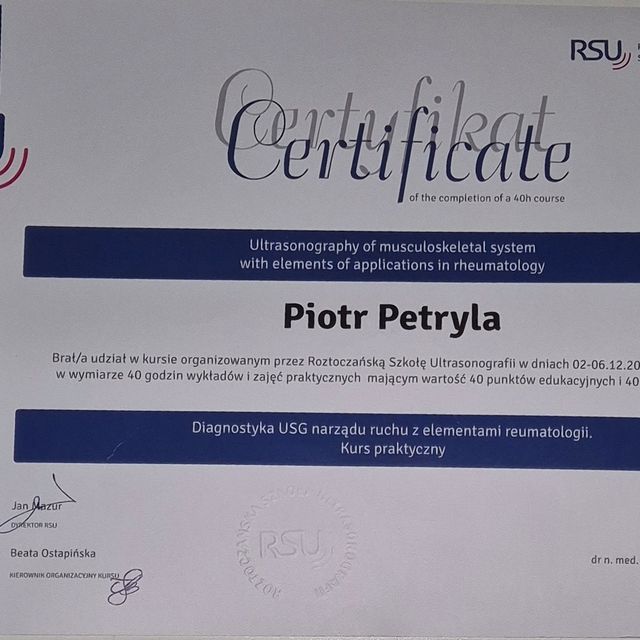 RSU
Certyfikat
Certificate
of the completion of a 40h course
Ultrasonography of musculoskeletal system
with elements of applications in rheumatology
Piotr Petryla
Brał/a udział w kursie organizowanym przez Roztoczańską Szkołę Ultrasonografii w dniach 02-06.12.20
w wymiarze 40 godzin wykładów i zajęć praktycznych mającym wartość 40 punktów edukacyjnych i 40
Diagnostyka USG narządu ruchu z elementami reumatologii.
Kurs praktyczny
Jan Mazur
DYREKTOR RSU
Beata Ostapińska
KIEROWNIK ORGANIZACYJNY KURSU
ROZTOCZAŃSKA SZKOŁA ULTRASONOGRAFII
RSU
dr n. med.